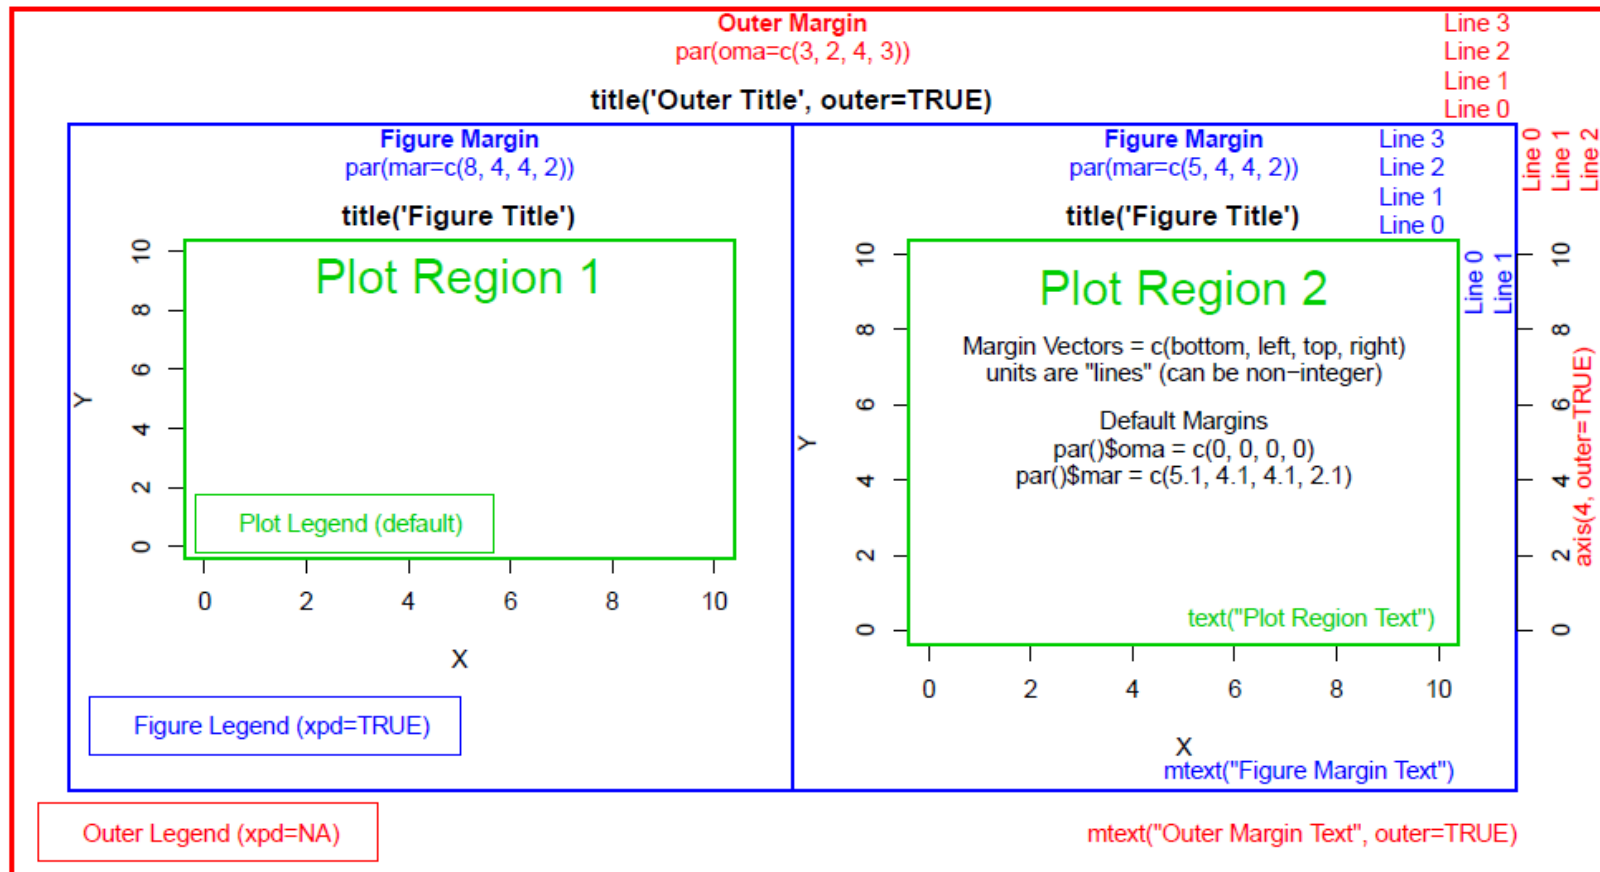 Outer Margin
par(oma=c(3, 2, 4, 3))
title('Outer Title', outer=TRUE)
Line 3
Line 2
Line 1
Line 0
Line 0
Line 1
Line 2
Figure Margin
par(mar=c(8, 4, 4, 2))
title('Figure Title')
Plot Region 1
10
8
6
4
2
0
Y
Plot Legend (default)
0 2 4 6 8 10
X
Figure Legend (xpd=TRUE)
Figure Margin
par(mar=c(5, 4, 4, 2))
title('Figure Title')
Line 3
Line 2
Line 1
Line 0
Line 0
Line 1
Plot Region 2
Margin Vectors = c(bottom, left, top, right)
units are "lines" (can be non−integer)
Default Margins
par()$oma = c(0, 0, 0, 0)
par()$mar = c(5.1, 4.1, 4.1, 2.1)
text("Plot Region Text")
10
8
6
4
2
0
Y
0 2 4 6 8 10
X
mtext("Figure Margin Text")
10
8
6
4
2
0
axis(4, outer=TRUE)
Outer Legend (xpd=NA)
mtext("Outer Margin Text", outer=TRUE)